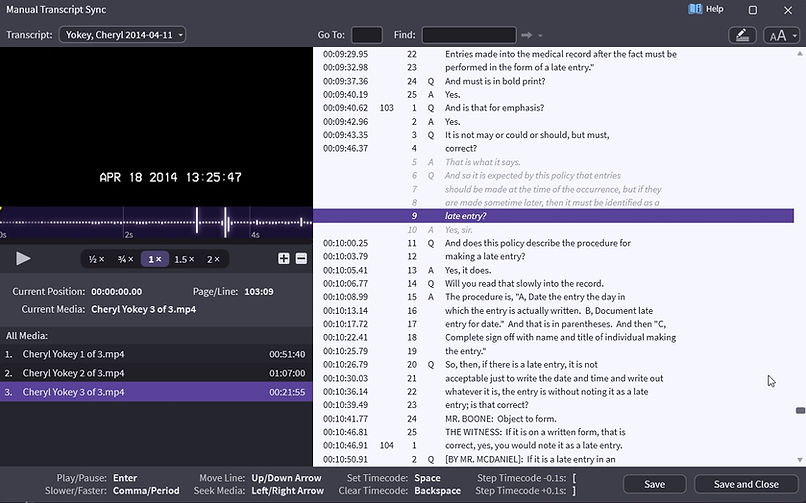 Manual Transcript Sync
Help
Transcript: Yokey, Cheryl 2014-04-11
Go To:
Find:
AA
APR 18 2014 13:25:47
0s 2s 4s
½ × ¾ × 1 × 1.5 × 2 ×
Current Position: 00:00:00.00 Page/Line: 103:09
Current Media: Cheryl Yokey 3 of 3.mp4
All Media:
1. Cheryl Yokey 1 of 3.mp4 00:51:40
2. Cheryl Yokey 2 of 3.mp4 01:07:00
3. Cheryl Yokey 3 of 3.mp4 00:21:55
00:09:29.95 22 Entries made into the medical record after the fact must be
00:09:32.98 23 performed in the form of a late entry."
00:09:37.36 24 Q And must is in bold print?
00:09:40.19 25 A Yes.
00:09:40.62 103 1 Q And is that for emphasis?
00:09:42.96 2 A Yes.
00:09:43.35 3 Q It is not may or could or should, but must,
00:09:46.37 4 correct?
5 A That is what it says.
6 Q And so it is expected by this policy that entries
7 should be made at the time of the occurrence, but if they
8 are made sometime later, then it must be identified as a
9 late entry?
10 A Yes, sir.
00:10:00.25 11 Q And does this policy describe the procedure for
00:10:03.79 12 making a late entry?
00:10:05.41 13 A Yes, it does.
00:10:06.77 14 Q Will you read that slowly into the record.
00:10:08.99 15 A The procedure is, "A, Date the entry the day in
00:10:13.14 16 which the entry is actually written. B, Document late
00:10:17.72 17 entry for date." And that is in parentheses. And then "C,
00:10:22.41 18 Complete sign off with name and title of individual making
00:10:25.79 19 the entry."
00:10:26.79 20 Q So, then, if there is a late entry, it is not
00:10:30.03 21 acceptable just to write the date and time and write out
00:10:36.14 22 whatever it is, the entry is without noting it as a late
00:10:39.49 23 entry; is that correct?
00:10:41.77 24 MR. BOONE: Object to form.
00:10:46.81 25 THE WITNESS: If it is on a written form, that is
00:10:46.91 104 1 correct, yes, you would note it as a late entry.
00:10:50.91 2 Q [BY MR. MCDANIEL]: If it is a late entry in an
Play/Pause: Enter Move Line: Up/Down Arrow Set Timecode: Space Step Timecode -0.1s: [
Slower/Faster: Comma/Period Seek Media: Left/Right Arrow Clear Timecode: Backspace Step Timecode +0.1s: ]
Save
Save and Close